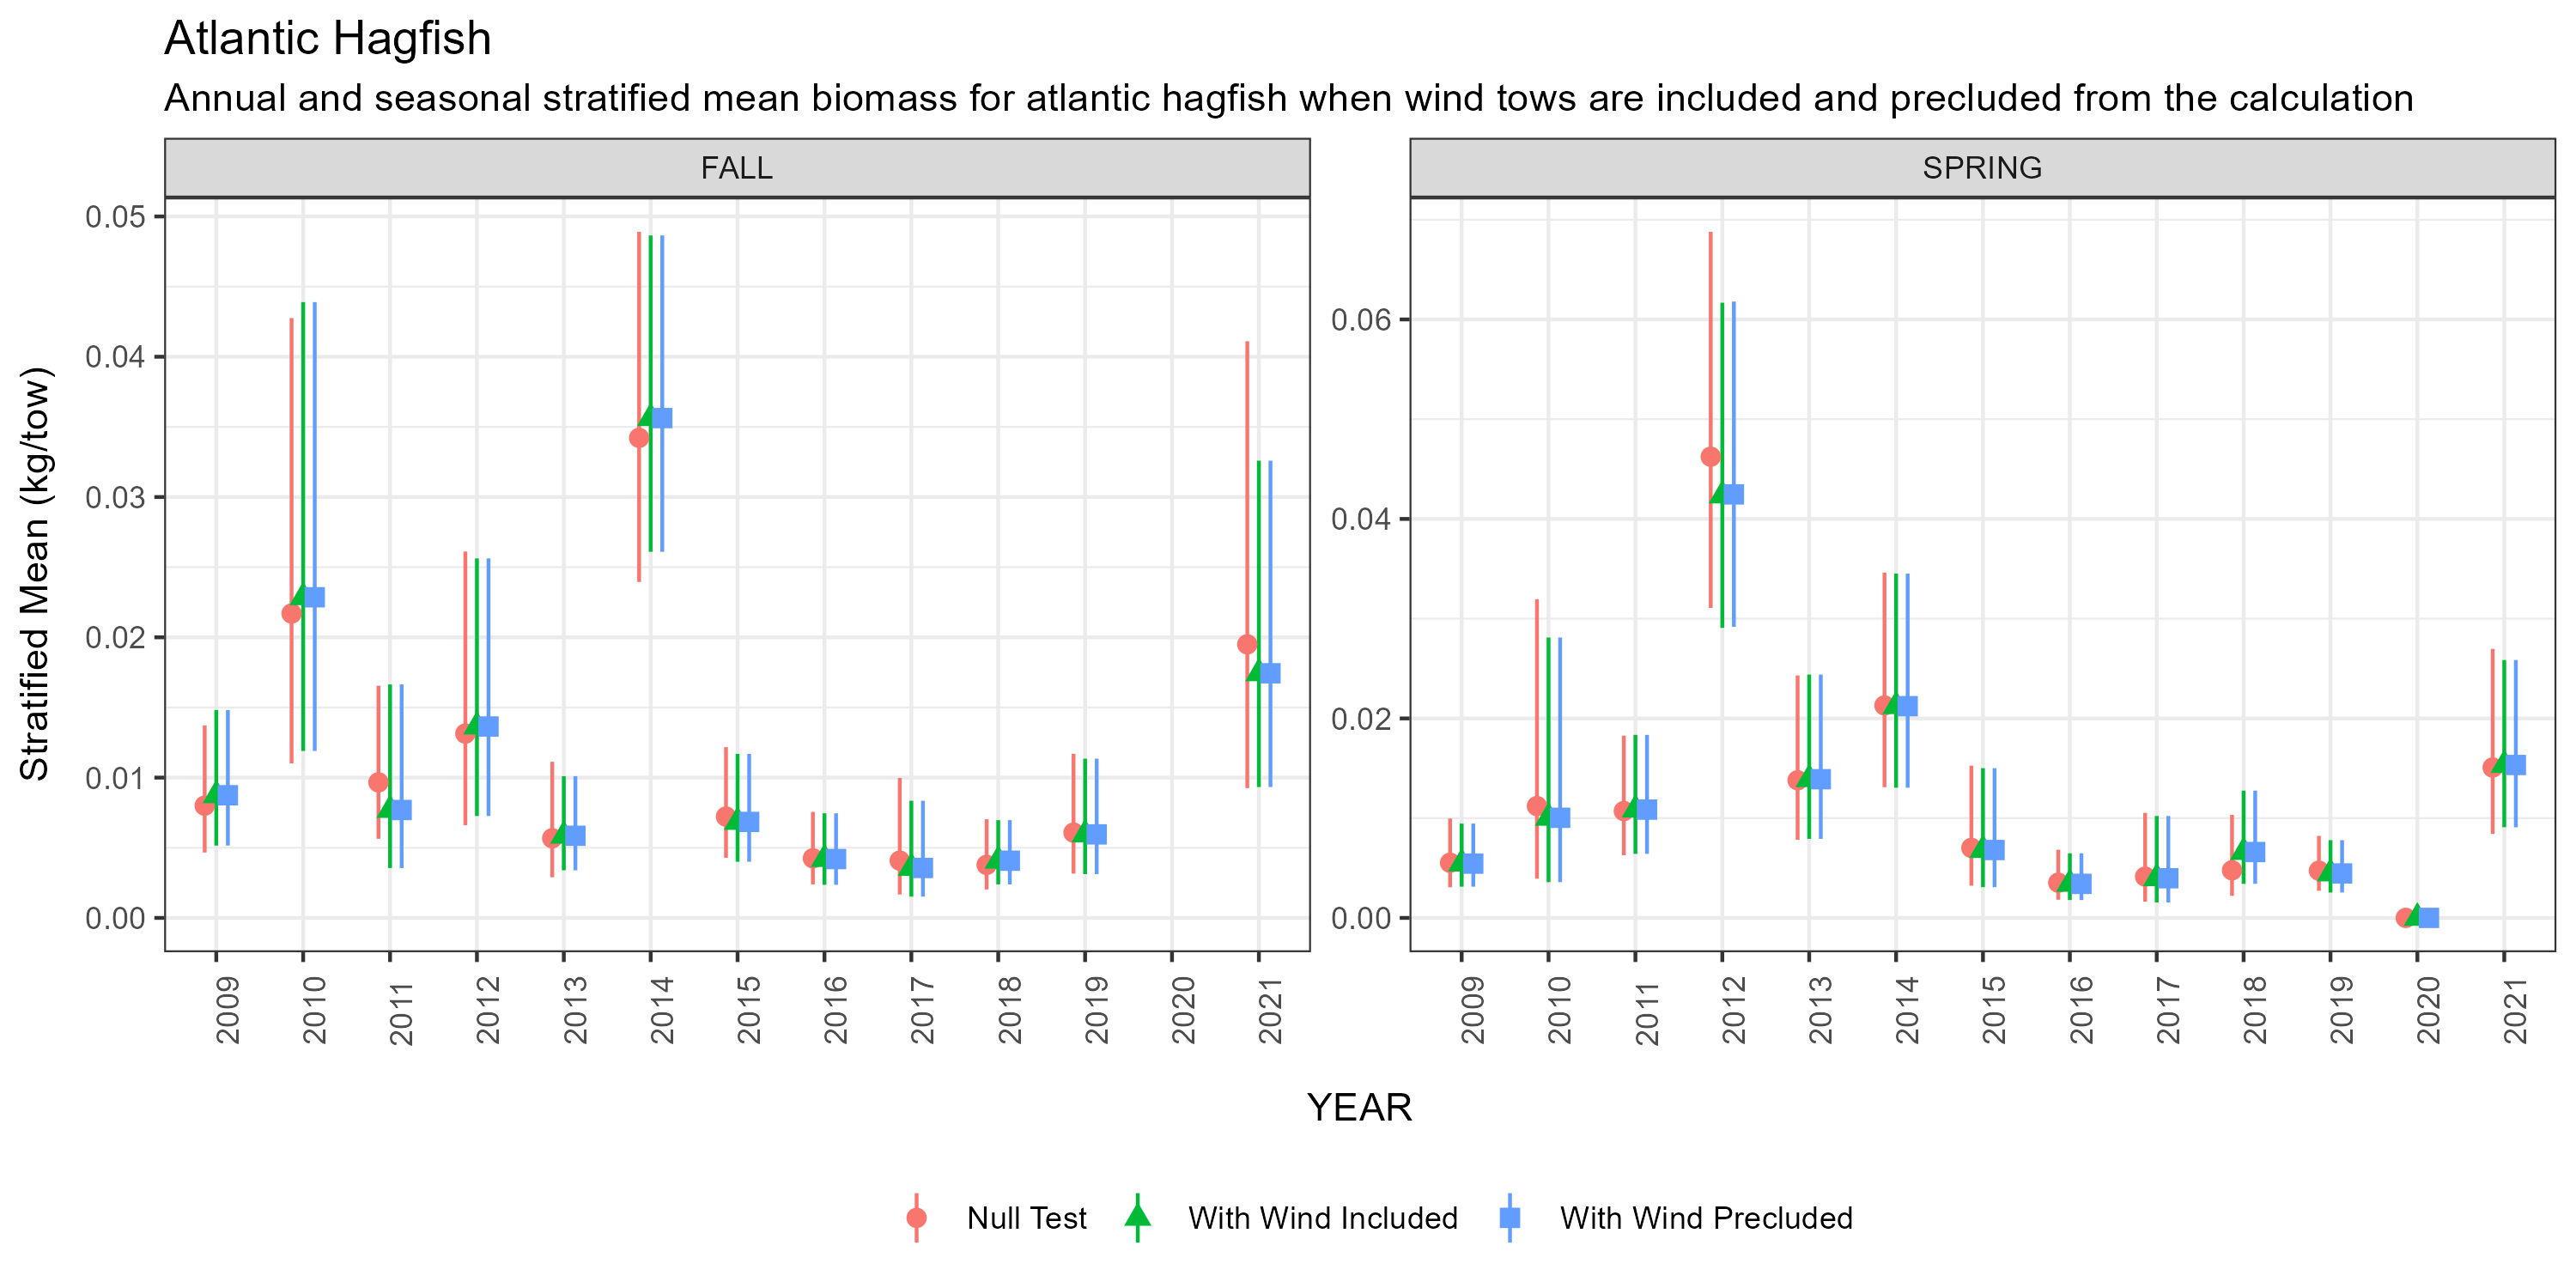 Atlantic Hagfish
Annual and seasonal stratified mean biomass for atlantic hagfish when wind tows are included and precluded from the calculation
FALL
SPRING
Stratified Mean (kg/tow)
0.05
0.04
0.03
0.02
0.01
0.00
0.06
0.04
0.02
0.00
2009 2010 2011 2012 2013 2014 2015 2016 2017 2018 2019 2020 2021
2009 2010 2011 2012 2013 2014 2015 2016 2017 2018 2019 2020 2021
YEAR
Null Test With Wind Included With Wind Precluded